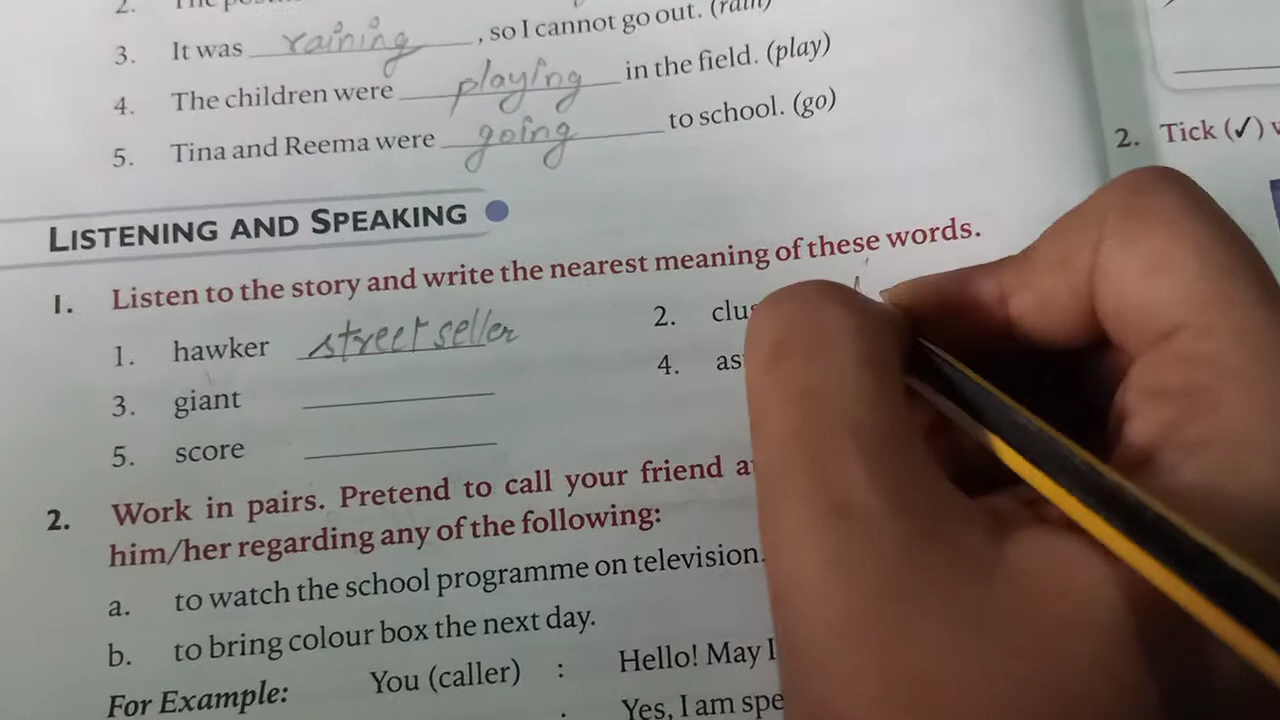 2.
3. It was raining, so I cannot go out. (rain)
4. The children were playing in the field. (play)
5. Tina and Reema were going to school. (go)
LISTENING AND SPEAKING
1. Listen to the story and write the nearest meaning of these words.
1. hawker street seller 2. clus
3. giant 4. as
5. score
2. Work in pairs. Pretend to call your friend a
him/her regarding any of the following:
a. to watch the school programme on television.
b. to bring colour box the next day.
For Example: You (caller) : Hello! May I
: Yes, I am spe
2. Tick (✓)